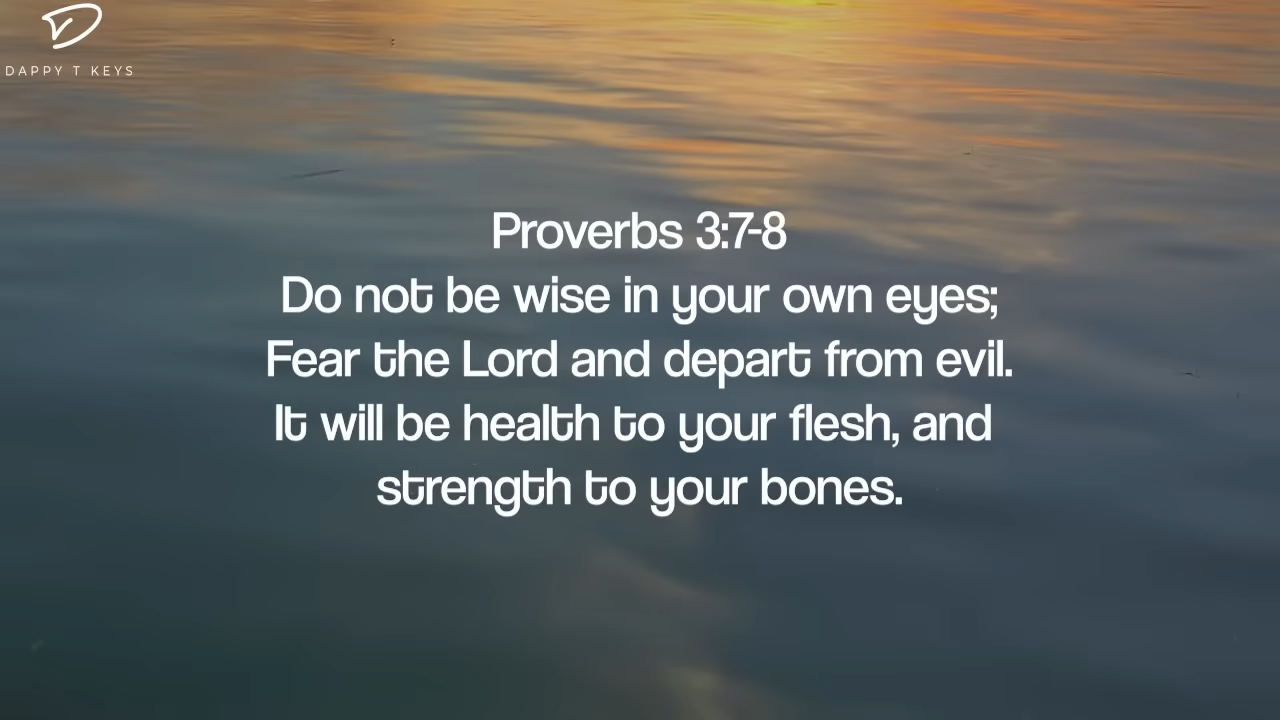 DAPPY T KEYS
Proverbs 3:7-8
Do not be wise in your own eyes;
Fear the Lord and depart from evil.
It will be health to your flesh, and
strength to your bones.